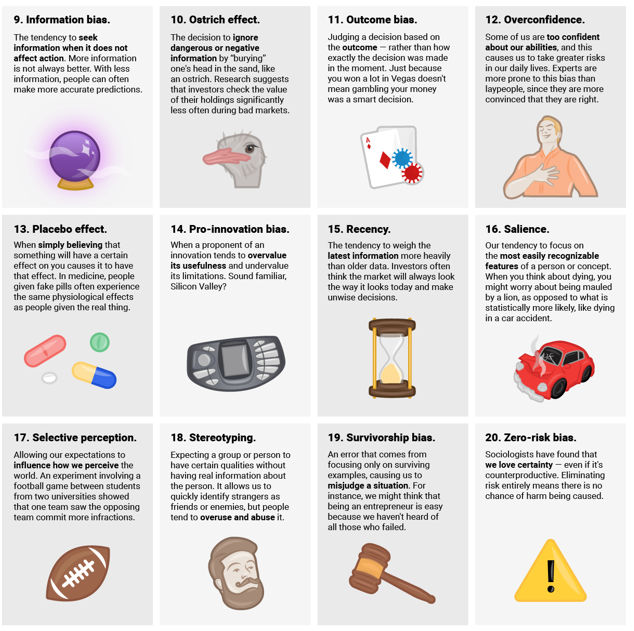 9. Information bias.
The tendency to seek
information when it does not
affect action. More information
is not always better. With less
information, people can often
make more accurate predictions.
10. Ostrich effect.
The decision to ignore
dangerous or negative
information by "burying"
one's head in the sand, like
an ostrich. Research suggests
that investors check the value
of their holdings significantly
less often during bad markets.
11. Outcome bias.
Judging a decision based on
the outcome — rather than how
exactly the decision was made
in the moment. Just because
you won a lot in Vegas doesn't
mean gambling your money
was a smart decision.
A
12. Overconfidence.
Some of us are too confident
about our abilities, and this
causes us to take greater risks
in our daily lives. Experts are
more prone to this bias than
laypeople, since they are more
convinced that they are right.
13. Placebo effect.
When simply believing that
something will have a certain
effect on you causes it to have
that effect. In medicine, people
given fake pills often experience
the same physiological effects
as people given the real thing.
14. Pro-innovation bias.
When a proponent of an
innovation tends to overvalue
its usefulness and undervalue
its limitations. Sound familiar,
Silicon Valley?
15. Recency.
The tendency to weigh the
latest information more heavily
than older data. Investors often
think the market will always look
the way it looks today and make
unwise decisions.
16. Salience.
Our tendency to focus on
the most easily recognizable
features of a person or concept.
When you think about dying, you
might worry about being mauled
by a lion, as opposed to what is
statistically more likely, like dying
in a car accident.
17. Selective perception.
Allowing our expectations to
influence how we perceive the
world. An experiment involving a
football game between students
from two universities showed
that one team saw the opposing
team commit more infractions.
18. Stereotyping.
Expecting a group or person to
have certain qualities without
having real information about
the person. It allows us to
quickly identify strangers as
friends or enemies, but people
tend to overuse and abuse it.
19. Survivorship bias.
An error that comes from
focusing only on surviving
examples, causing us to
misjudge a situation. For
instance, we might think that
being an entrepreneur is easy
because we haven't heard of
all those who failed.
20. Zero-risk bias.
Sociologists have found that
we love certainty — even if it's
counterproductive. Eliminating
risk entirely means there is no
chance of harm being caused.
!